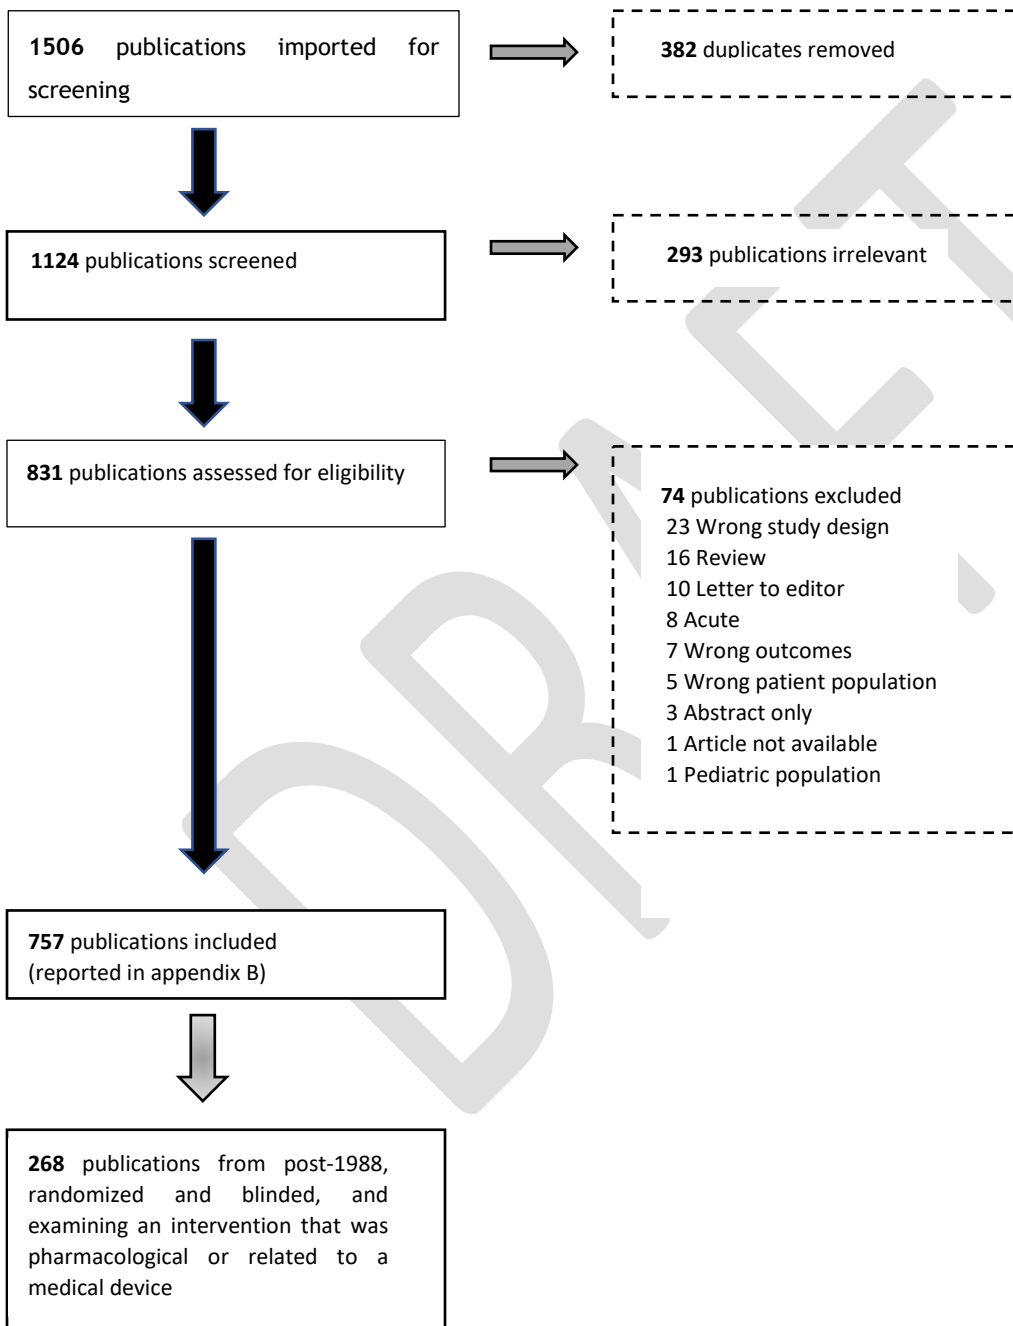 1506 publications imported for
screening
382 duplicates removed
1124 publications screened
293 publications irrelevant
831 publications assessed for eligibility
74 publications excluded
23 Wrong study design
16 Review
10 Letter to editor
8 Acute
7 Wrong outcomes
5 Wrong patient population
3 Abstract only
1 Article not available
1 Pediatric population
757 publications included
(reported in appendix B)
268 publications from post-1988,
randomized and blinded, and
examining an intervention that was
pharmacological or related to a
medical device
DRAFT